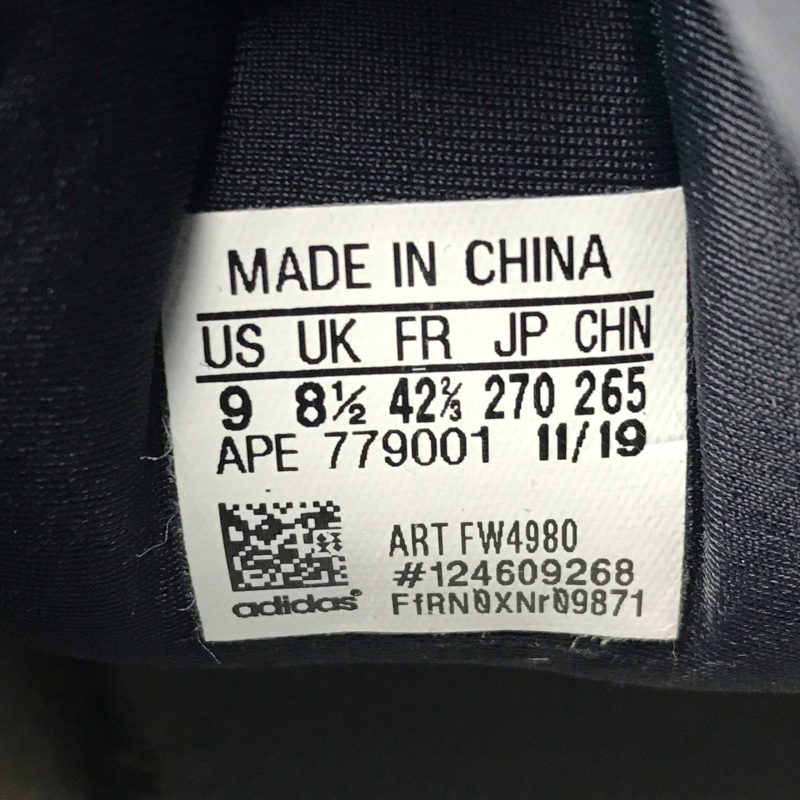 MADE IN CHINA
US UK FR JP CHN
9 8½ 42⅔ 270 265
APE 779001 11/19
ART FW4980
#124609268
adidas®
FfRN0XNr09871